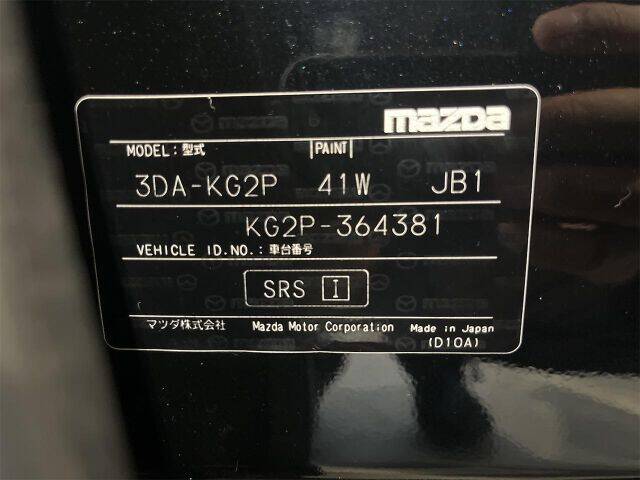 mazda
MODEL:型式 PAINT
3DA-KG2P 41W JB1
KG2P-364381
VEHICLE ID.NO.:車台番号
SRS I
マツダ株式会社 Mazda Motor Corporation Made in Japan
(D10A)